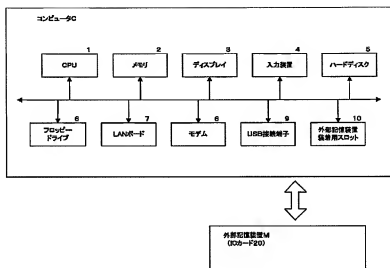 コンピュータC
1 2 3 4 5
CPU メモリ ディスプレイ 入力装置 ハードディスク
6 7 8 9 10
フロッピー
ドライブ
LANボード
モデム
USB接続端子
外部記憶装置
装着用スロット
外部記憶装置M
(ICカード20)